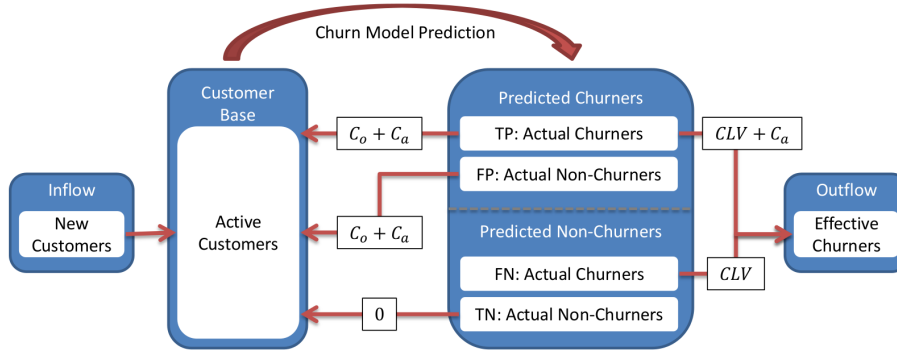 Churn Model Prediction
Customer
Base
Predicted Churners
C_o + C_a
TP: Actual Churners
CLV + C_a
FP: Actual Non-Churners
Inflow
New
Customers
Active
Customers
C_o + C_a
Predicted Non-Churners
Outflow
Effective
Churners
FN: Actual Churners
CLV
0
TN: Actual Non-Churners